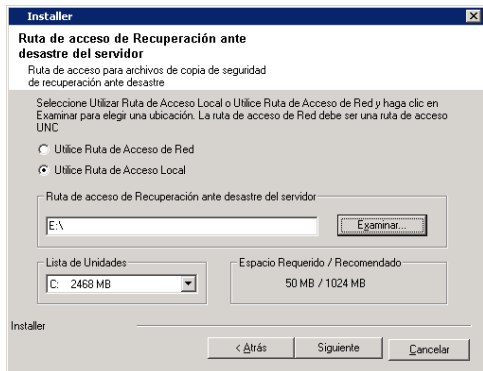 Installer
Ruta de acceso de Recuperación ante
desastre del servidor
Ruta de acceso para archivos de copia de seguridad
de recuperación ante desastre
Seleccione Utilizar Ruta de Acceso Local o Utilice Ruta de Acceso de Red y haga clic en
Examinar para elegir una ubicación. La ruta de acceso de Red debe ser una ruta de acceso
UNC
Utilice Ruta de Acceso de Red
Utilice Ruta de Acceso Local
Ruta de acceso de Recuperación ante desastre del servidor
E:\
Examinar...
Lista de Unidades
C: 2468 MB
Espacio Requerido / Recomendado
50 MB / 1024 MB
Installer
< Atrás
Siguiente
Cancelar